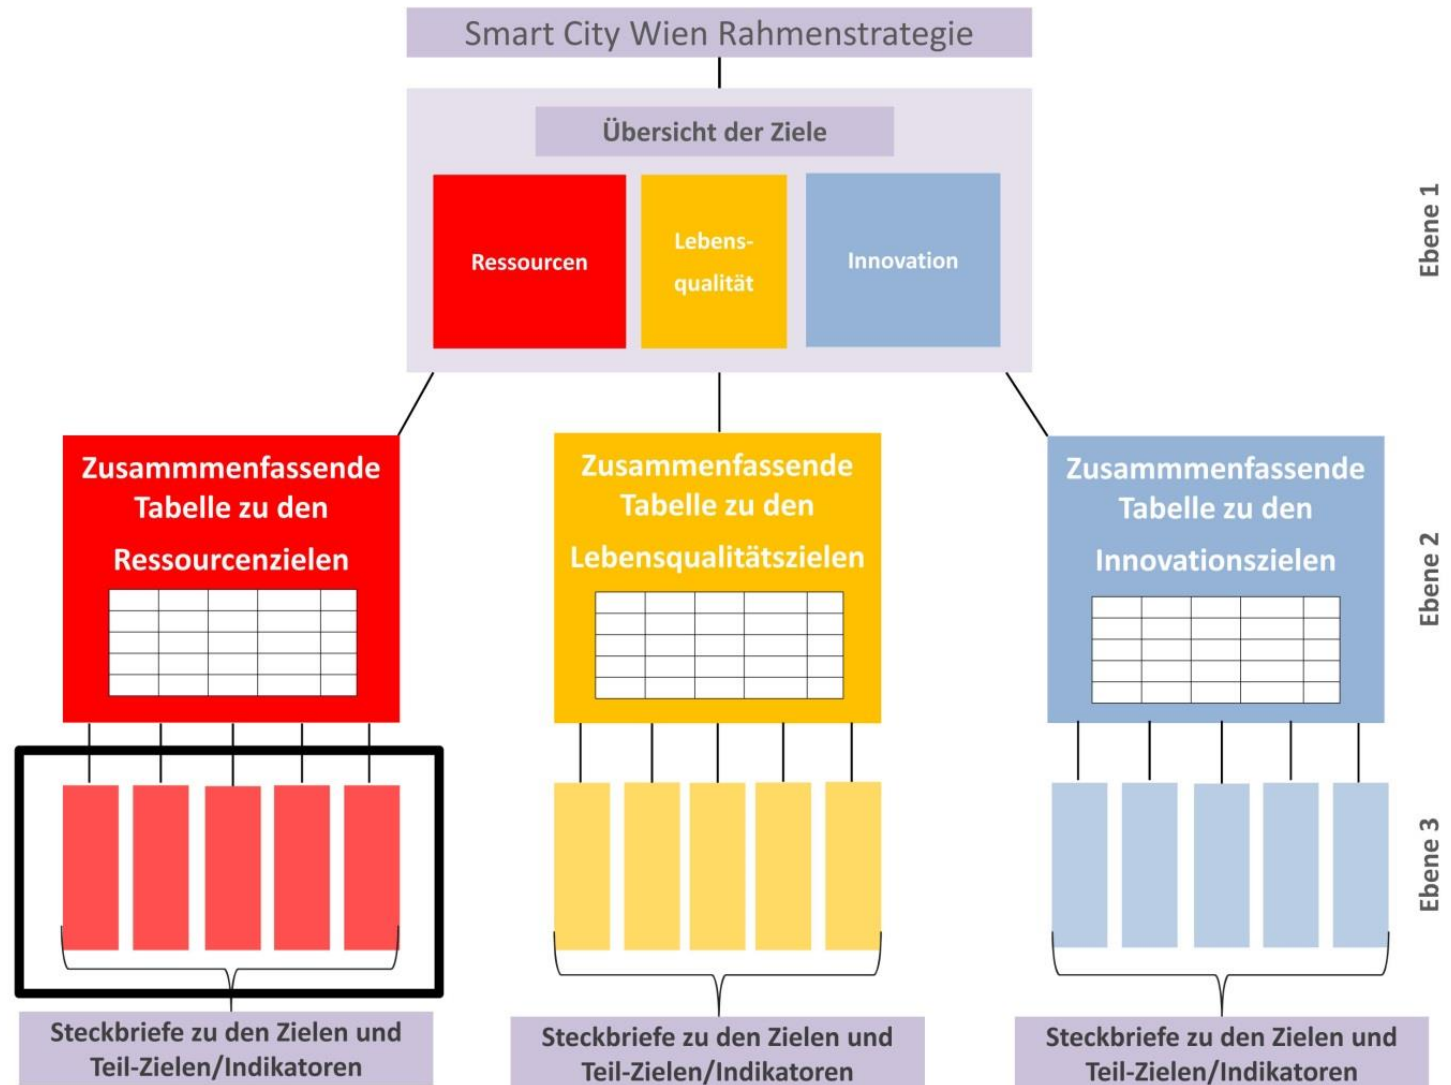 Smart City Wien Rahmenstrategie
Übersicht der Ziele
Ressourcen
Lebens-
qualität
Innovation
Ebene 1
Zusammmenfassende
Tabelle zu den
Ressourcenzielen
Zusammenfassende
Tabelle zu den
Lebensqualitätszielen
Zusammmenfassende
Tabelle zu den
Innovationszielen
Ebene 2
Ebene 3
Steckbriefe zu den Zielen und
Teil-Zielen/Indikatoren
Steckbriefe zu den Zielen und
Teil-Zielen/Indikatoren
Steckbriefe zu den Zielen und
Teil-Zielen/Indikatoren